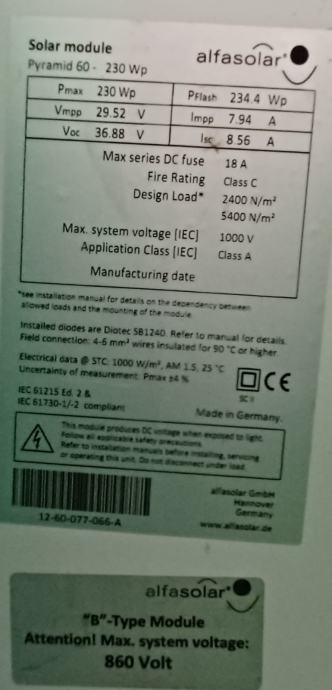 Solar module
alfasolar
Pyramid 60 - 230 Wp
Pmax 230 Wp PFlash 234.4 Wp
Vmpp 29.52 V Impp 7.94 A
Voc 36.88 V Isc 8.56 A
Max series DC fuse 18 A
Fire Rating Class C
Design Load* 2400 N/m²
5400 N/m²
Max. system voltage [IEC] 1000 V
Application Class [IEC] Class A
Manufacturing date
*see installation manual for details on the dependency between
allowed loads and the mounting of the module.
Installed diodes are Diotec SB1240. Refer to manual for details.
Field connection: 4-6 mm² wires insulated for 90 °C or higher.
Electrical data @ STC: 1000 W/m², AM 1.5, 25 °C
Uncertainty of measurement: Pmax ±4 %
CE
SC II
IEC 61215 Ed. 2 &
IEC 61730-1/-2 compliant
Made in Germany.
This module produces DC voltage when exposed to light.
Follow all applicable safety precautions.
Refer to installation manuals before installing, servicing
or operating this unit. Do not disconnect under load.
12-60-077-066-A
alfasolar GmbH
Hannover
Germany
www.alfasolar.de
alfasolar
"B"-Type Module
Attention! Max. system voltage:
860 Volt